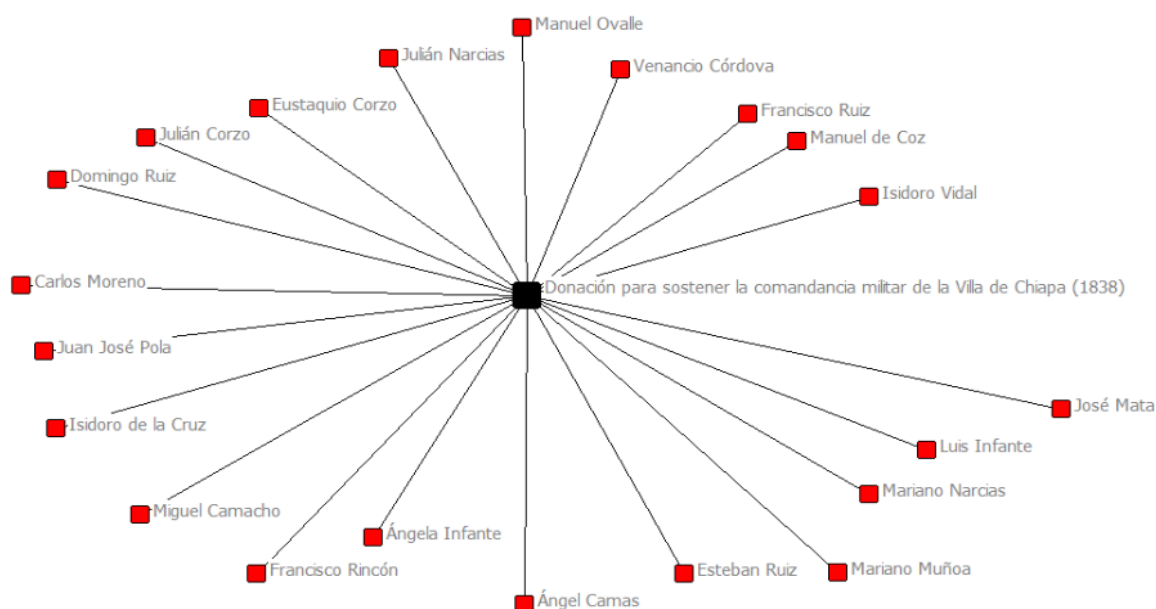 Manuel Ovalle
Julián Narcias
Venancio Córdova
Eustaquio Corzo
Francisco Ruiz
Julián Corzo
Manuel de Coz
Domingo Ruiz
Isidoro Vidal
Carlos Moreno
Donación para sostener la comandancia militar de la Villa de Chiapa (1838)
Juan José Pola
José Mata
Isidoro de la Cruz
Luis Infante
Mariano Narcias
Miguel Camacho
Ángela Infante
Francisco Rincón
Esteban Ruiz
Mariano Muñoa
Ángel Camas